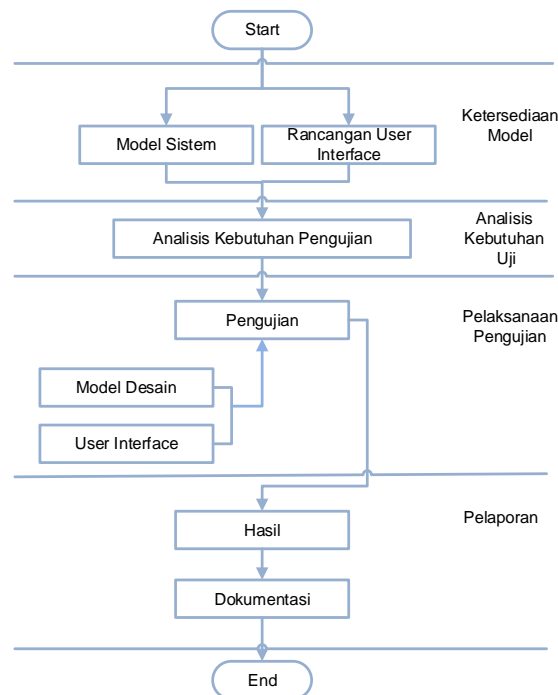 Start
Ketersediaan
Model
Model Sistem
Rancangan User
Interface
Analisis Kebutuhan Pengujian
Analisis
Kebutuhan
Uji
Pengujian
Pelaksanaan
Pengujian
Model Desain
User Interface
Hasil
Pelaporan
Dokumentasi
End